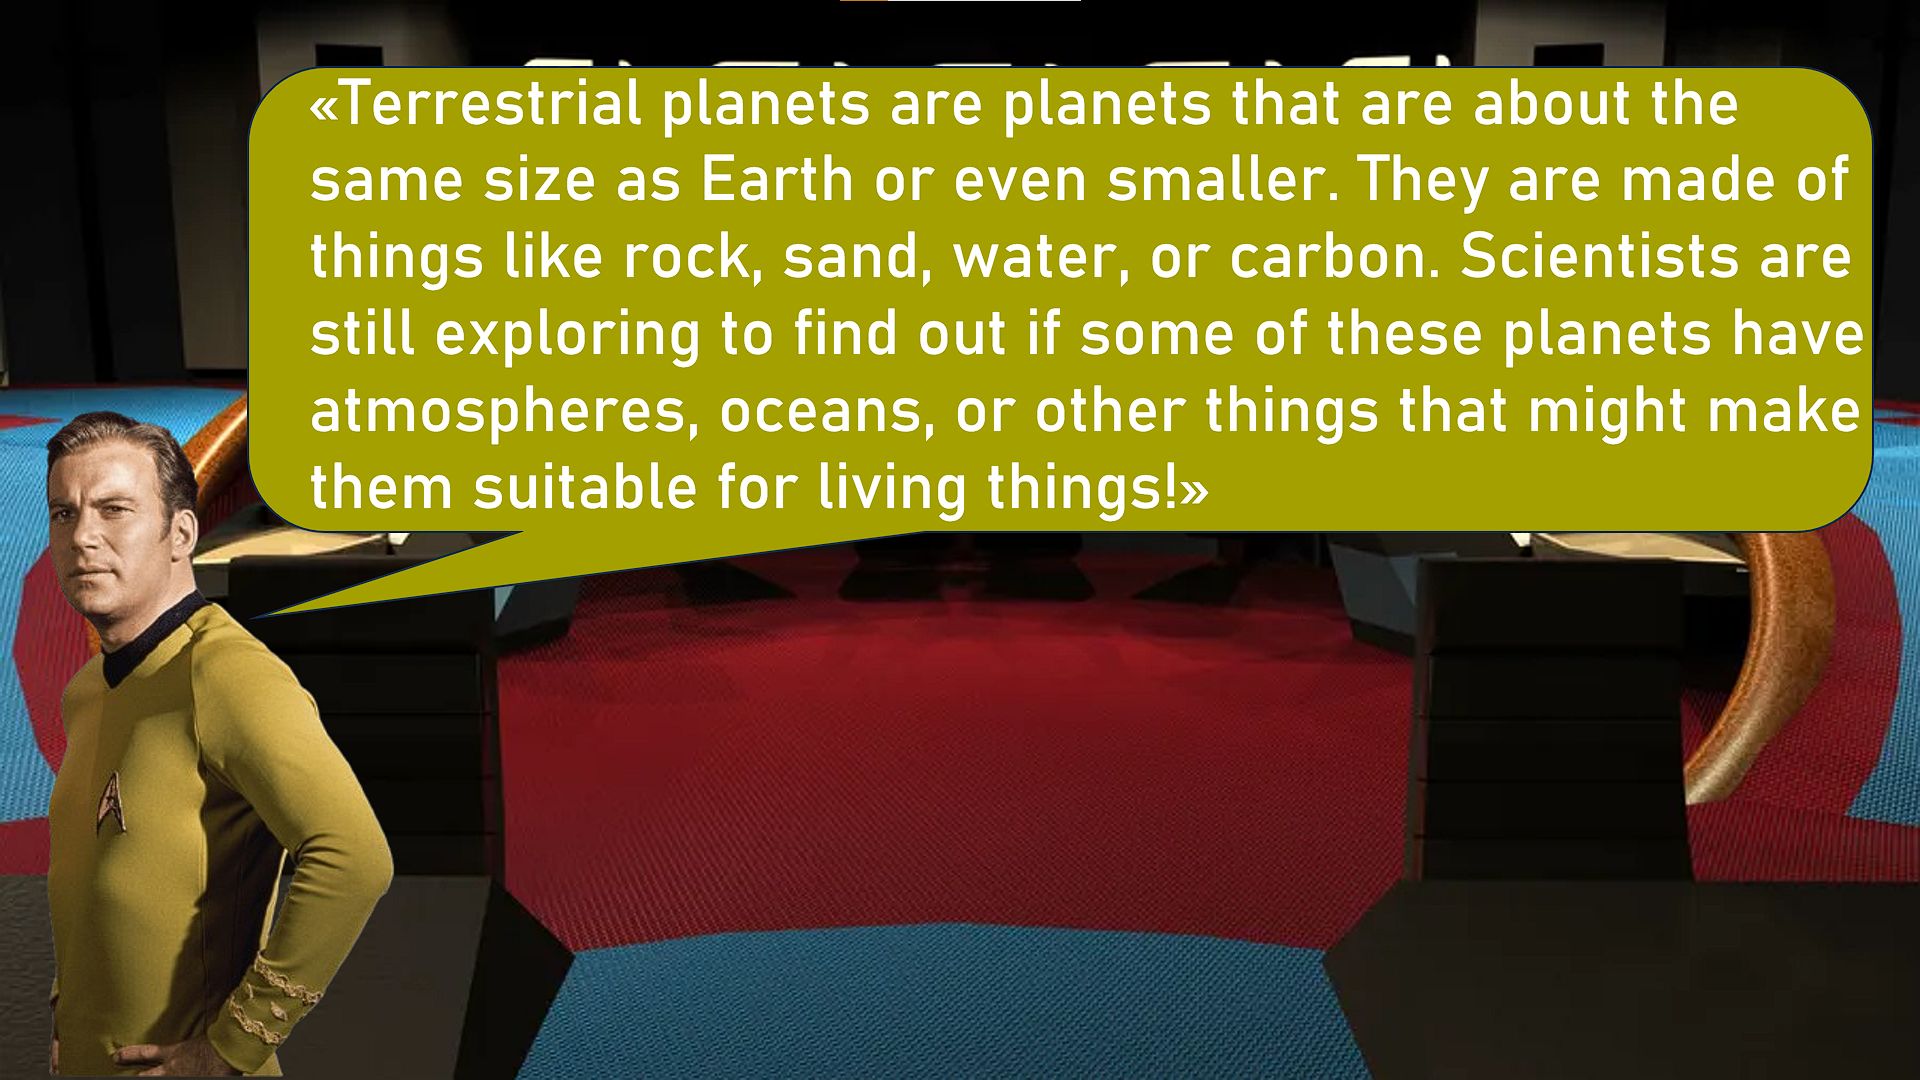 «Terrestrial planets are planets that are about the
same size as Earth or even smaller. They are made of
things like rock, sand, water, or carbon. Scientists are
still exploring to find out if some of these planets have
atmospheres, oceans, or other things that might make
them suitable for living things!»